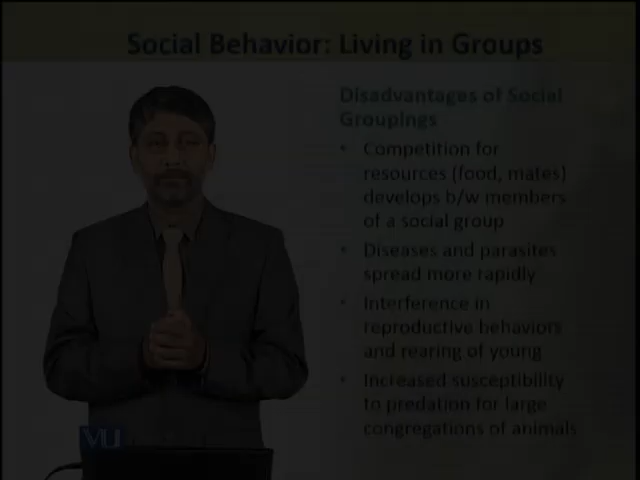 Social Behavior: Living in Groups
Disadvantages of Social
Groupings
• Competition for
resources (food, mates)
develops b/w members
of a social group
• Diseases and parasites
spread more rapidly
• Interference in
reproductive behaviors
and rearing of young
• Increased susceptibility
to predation for large
congregations of animals
VU